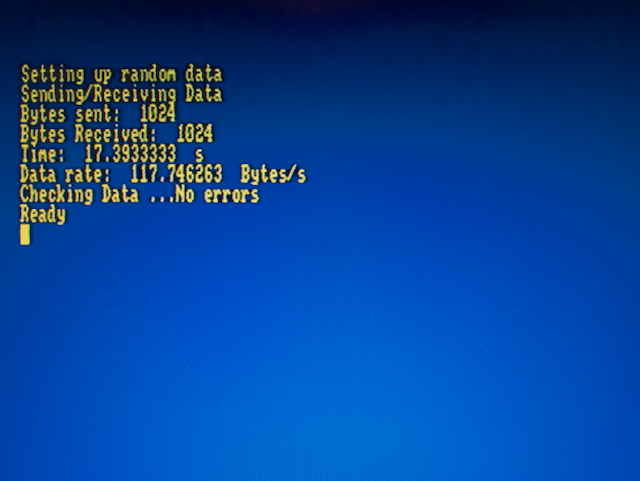 Setting up random data
Sending/Receiving Data
Bytes sent:  1024
Bytes Received:  1024
Time:  17.3933333  s
Data rate:  117.746263  Bytes/s
Checking Data ...No errors
Ready